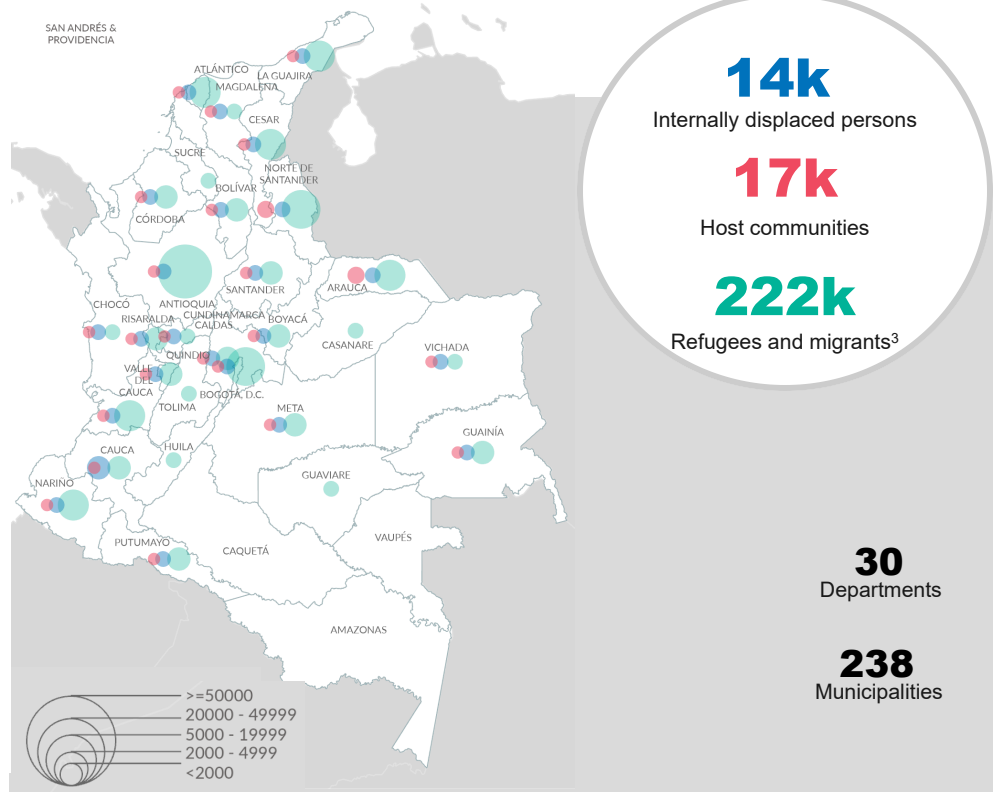 SAN ANDRÉS &
PROVIDENCIA
ATLÁNTICO
LA GUAJIRA
MAGDALENA
CESAR
SUCRE
NORTE DE
SANTANDER
BOLÍVAR
CÓRDOBA
ANTIOQUIA
SANTANDER
ARAUCA
CHOCÓ
RISARALDA
CUNDINAMARCA
CALDAS
BOYACÁ
CASANARE
VICHADA
QUINDIO
VALLE
DEL
CAUCA
TOLIMA
BOGOTÁ, D.C.
META
GUAINÍA
CAUCA
HUILA
GUAVIARE
NARIÑO
PUTUMAYO
CAQUETÁ
VAUPÉS
AMAZONAS
>=50000
20000 - 49999
5000 - 19999
2000 - 4999
<2000
14k
Internally displaced persons
17k
Host communities
222k
Refugees and migrants³
30
Departments
238
Municipalities